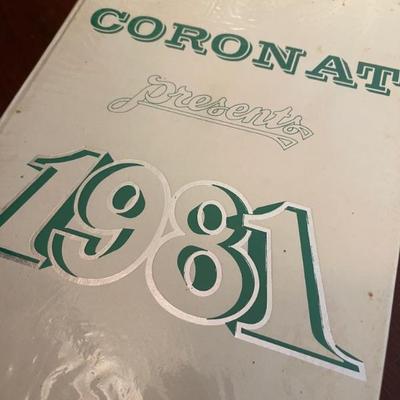 CORONAT
presents
1981